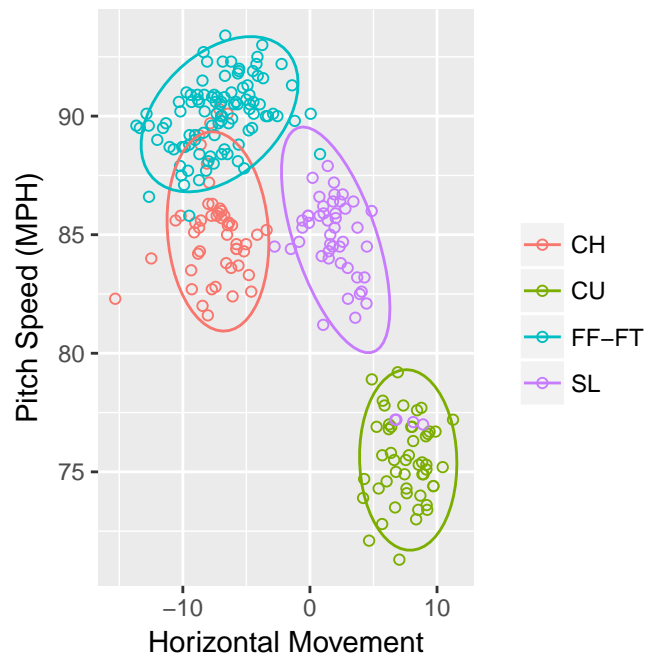 Pitch Speed (MPH)
90
85
80
75
−10
0
10
Horizontal Movement
CH
CU
FF−FT
SL